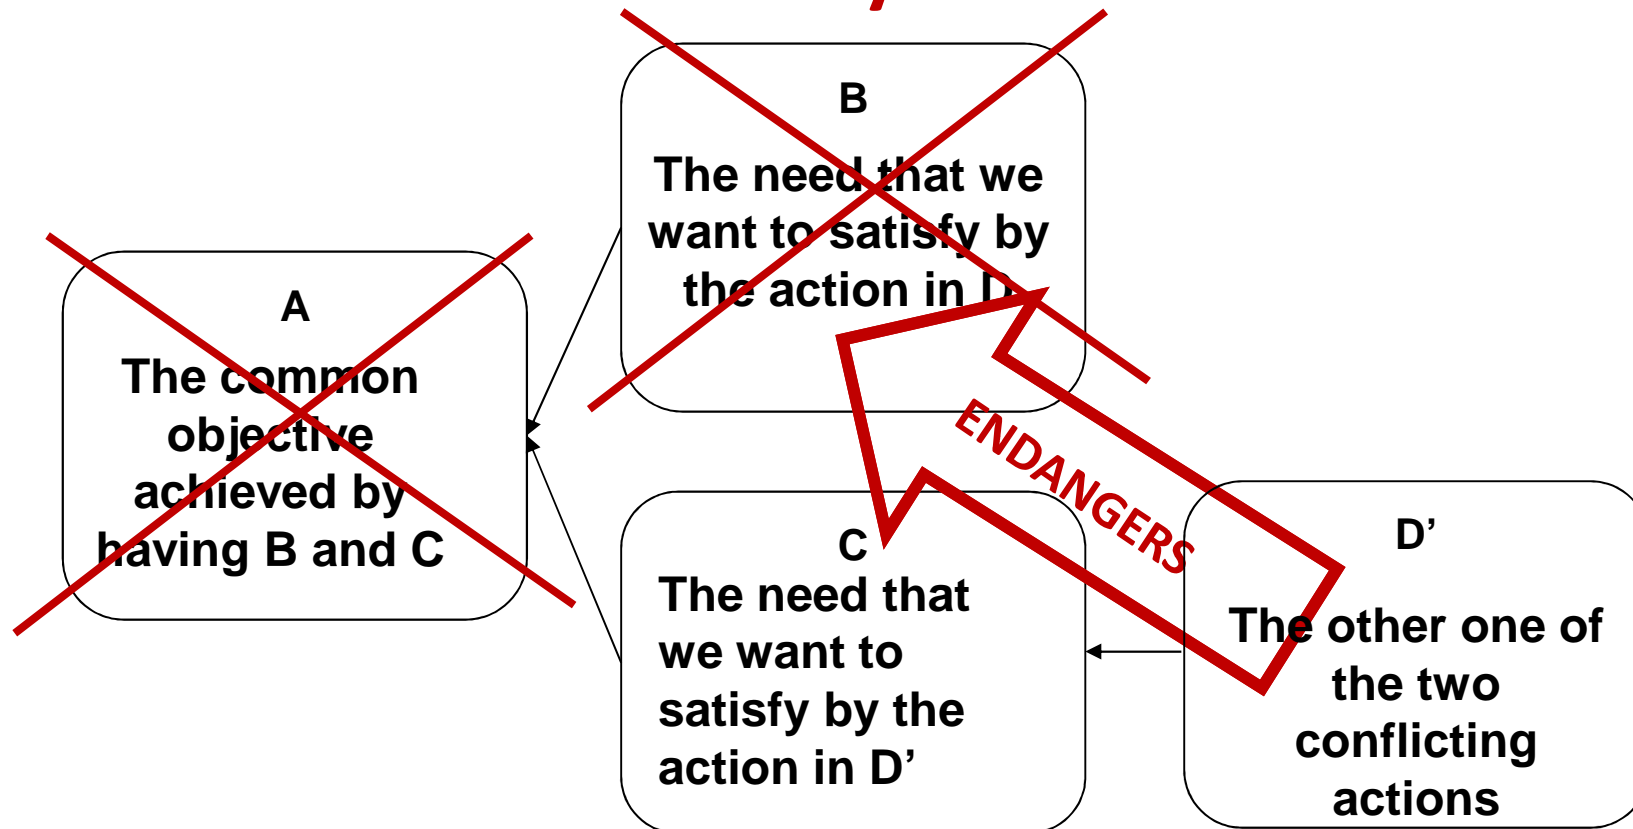 A
The common
objective
achieved by
having B and C
B
The need that we
want to satisfy by
the action in D
ENDANGERS
C
The need that
we want to
satisfy by the
action in D’
D’
The other one of
the two
conflicting
actions